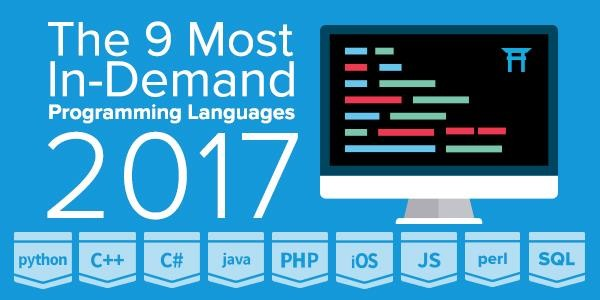 The 9 Most
In-Demand
Programming Languages
2017
python C++ C# java PHP iOS JS perl SQL